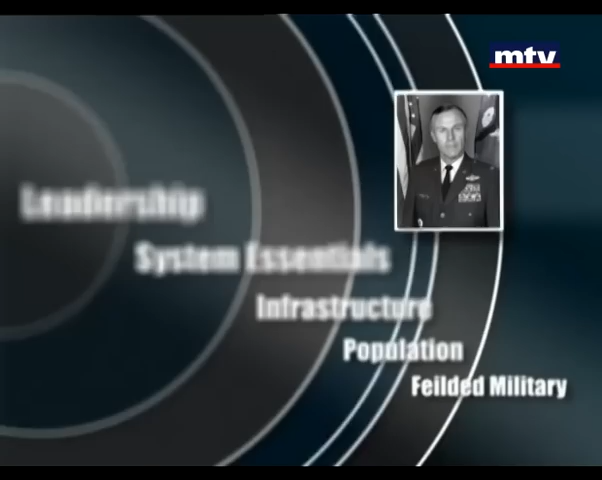 mtv
Leadership
System Essentials
Infrastructure
Population
Feilded Military